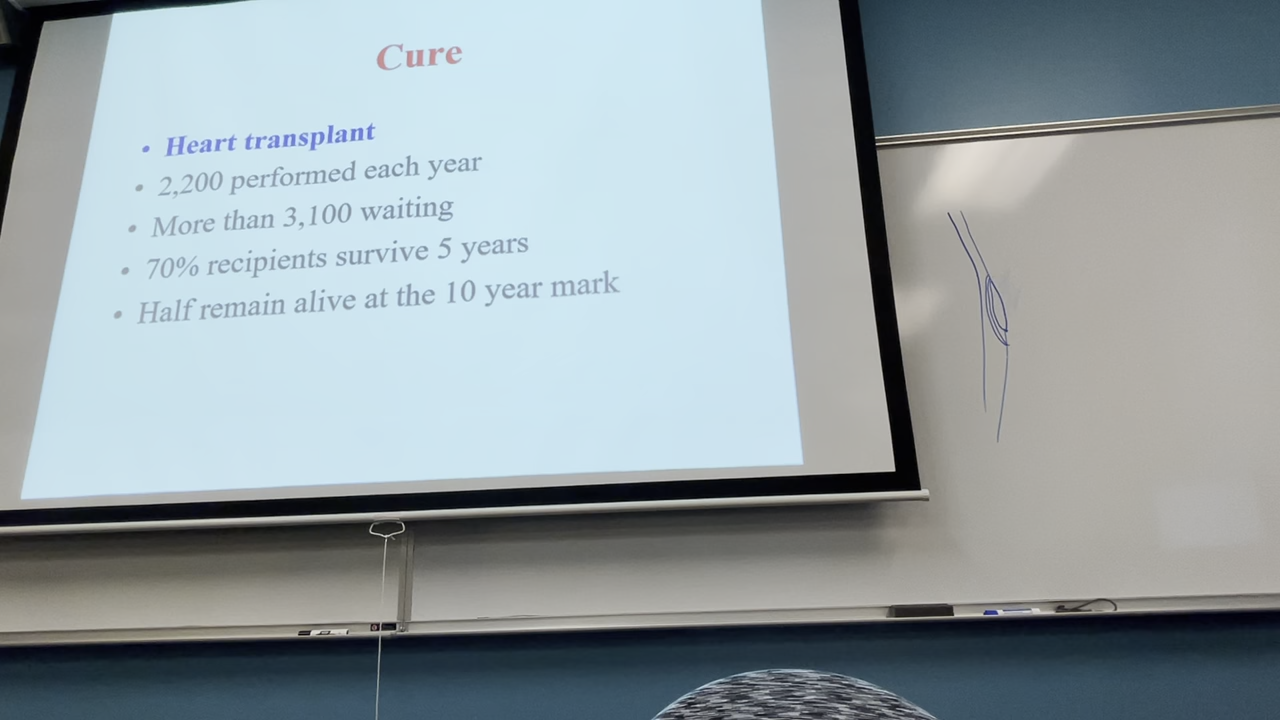 Cure
• Heart transplant
• 2,200 performed each year
• More than 3,100 waiting
• 70% recipients survive 5 years
• Half remain alive at the 10 year mark